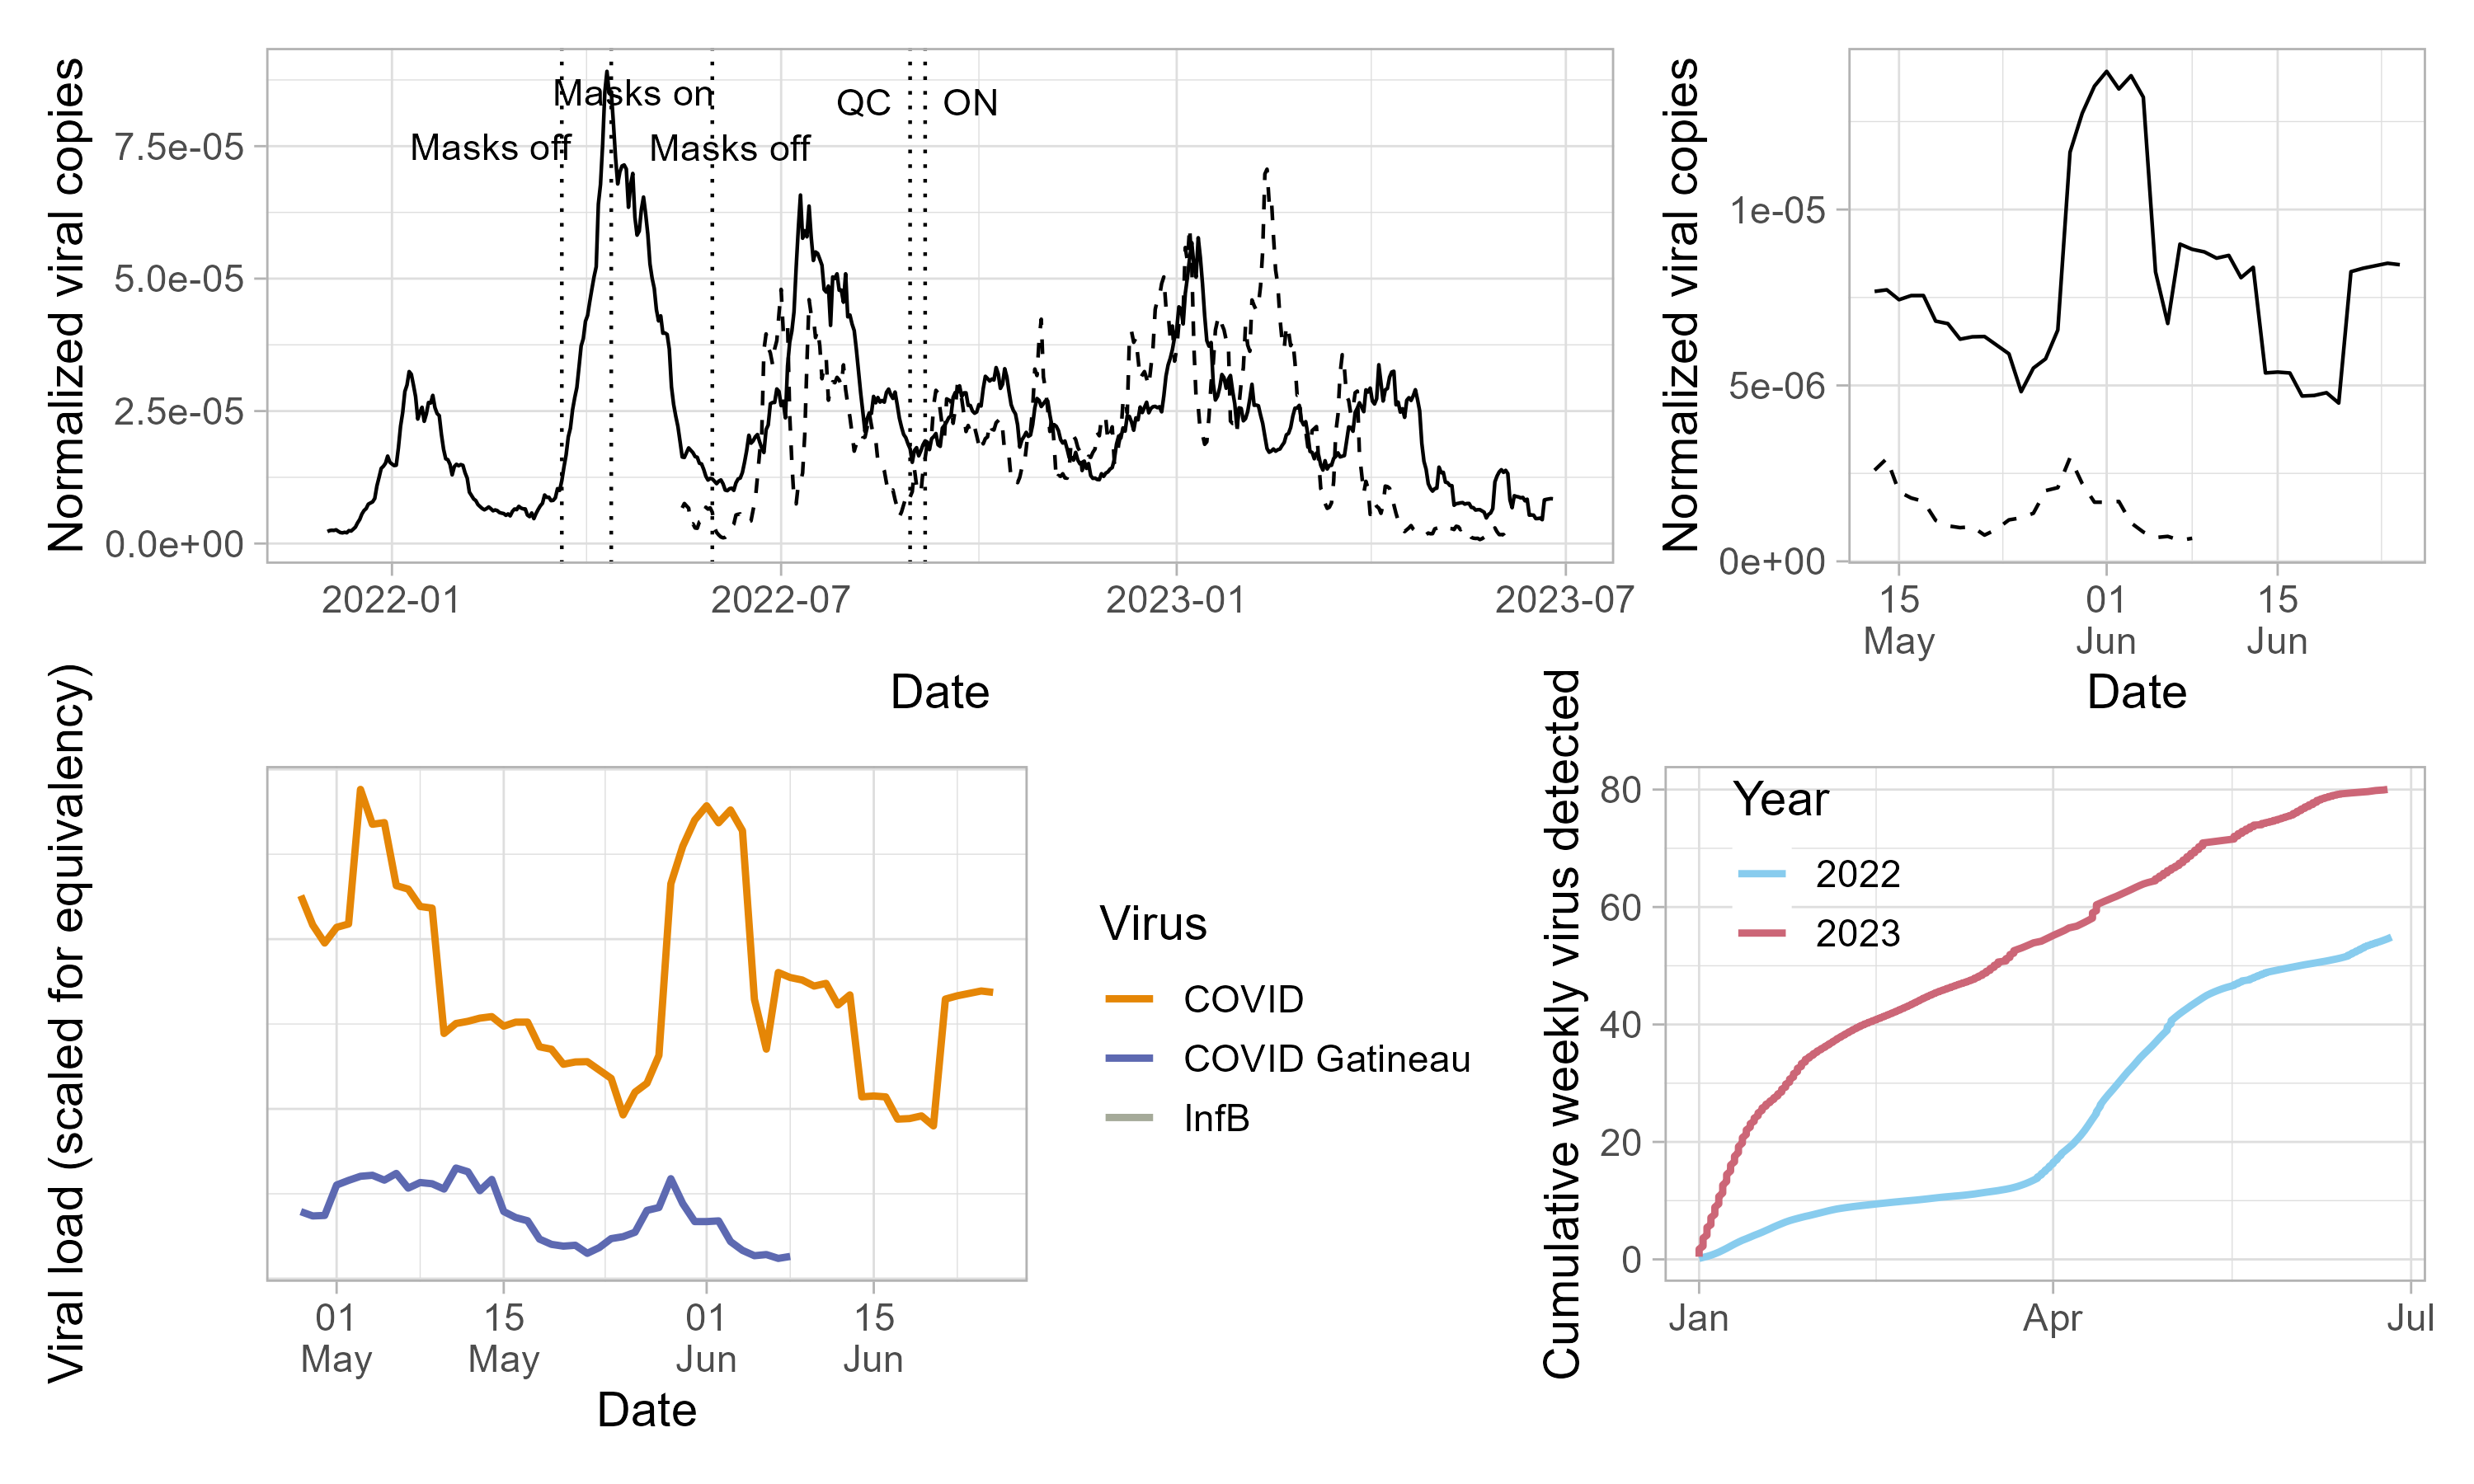 Normalized viral copies
7.5e-05
5.0e-05
2.5e-05
0.0e+00
Masks off
Masks on
Masks off
QC
ON
2022-01
2022-07
2023-01
2023-07
Date
Normalized viral copies
1e-05
5e-06
0e+00
15
May
01
Jun
15
Jun
Date
Viral load (scaled for equivalency)
01
May
15
May
01
Jun
15
Jun
Date
Virus
COVID
COVID Gatineau
InfB
Cumulative weekly virus detected
80
60
40
20
0
Year
2022
2023
Jan
Apr
Jul